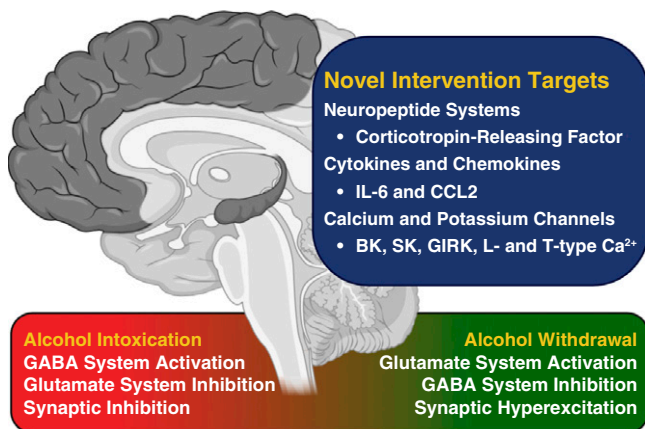 Novel Intervention Targets
Neuropeptide Systems
• Corticotropin-Releasing Factor
Cytokines and Chemokines
• IL-6 and CCL2
Calcium and Potassium Channels
• BK, SK, GIRK, L- and T-type Ca²⁺
Alcohol Intoxication
GABA System Activation
Glutamate System Inhibition
Synaptic Inhibition
Alcohol Withdrawal
Glutamate System Activation
GABA System Inhibition
Synaptic Hyperexcitation